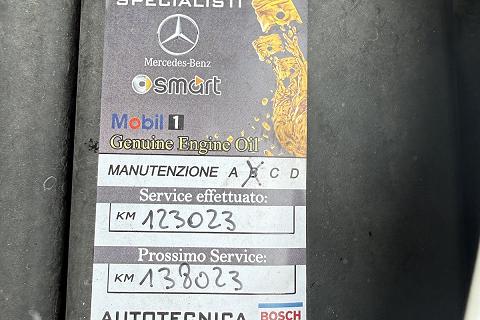 SPECIALISTI
Mercedes-Benz
smart
Mobil 1
Genuine Engine Oil
MANUTENZIONE A B C D
Service effettuato:
KM 123023
Prossimo Service:
KM 138023
AUTOTECNICA BOSCH